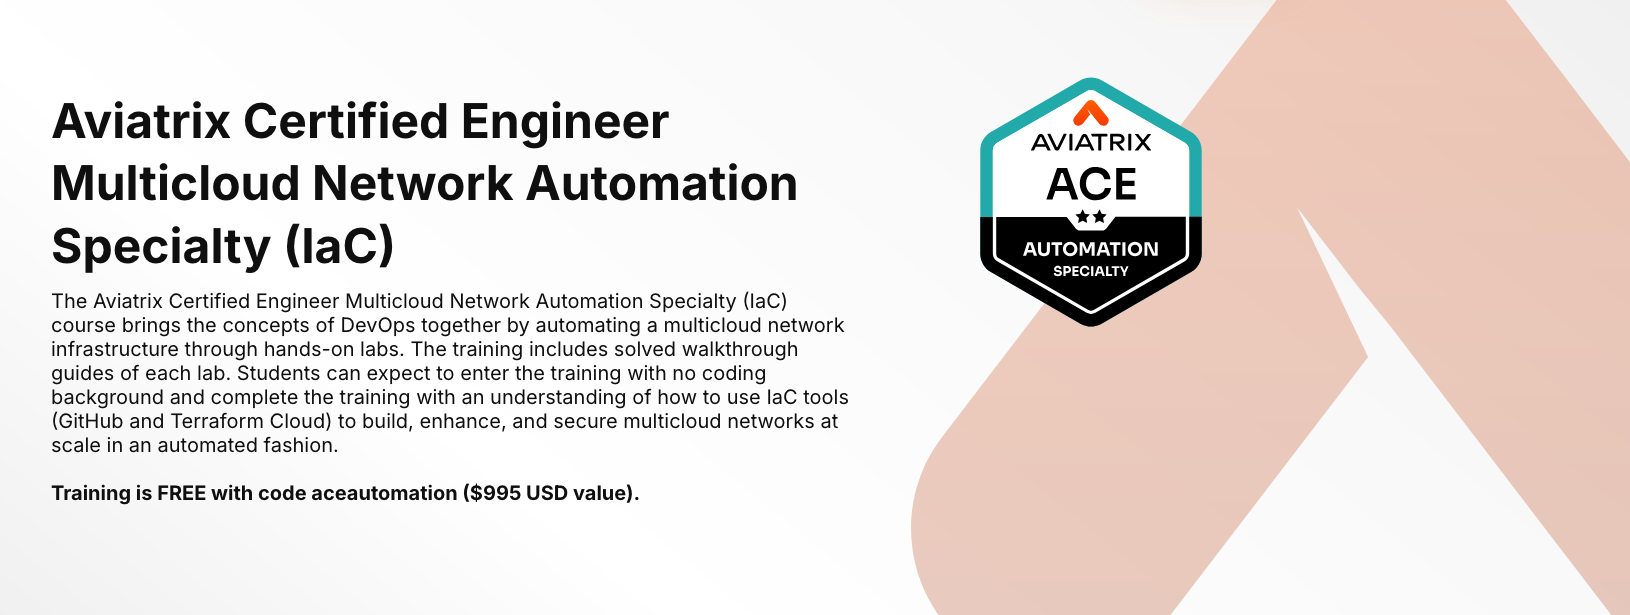 Aviatrix Certified Engineer
Multicloud Network Automation
Specialty (IaC)
The Aviatrix Certified Engineer Multicloud Network Automation Specialty (IaC)
course brings the concepts of DevOps together by automating a multicloud network
infrastructure through hands-on labs. The training includes solved walkthrough
guides of each lab. Students can expect to enter the training with no coding
background and complete the training with an understanding of how to use IaC tools
(GitHub and Terraform Cloud) to build, enhance, and secure multicloud networks at
scale in an automated fashion.
Training is FREE with code aceautomation ($995 USD value).
AVIATRIX
ACE
AUTOMATION
SPECIALTY